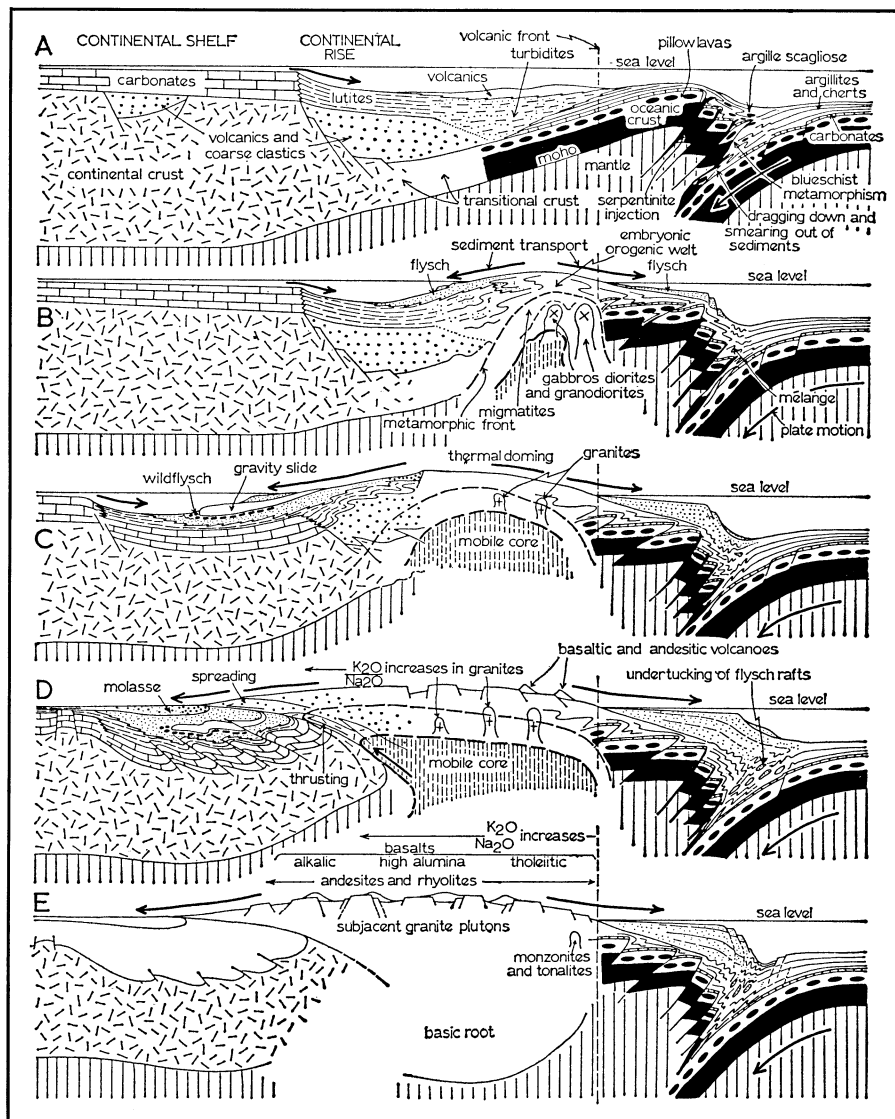 A
CONTINENTAL SHELF
CONTINENTAL
RISE
volcanic front
turbidites
volcanics
sea level
pillow lavas
argille scagliose
argillites
and cherts
carbonates
lutites
oceanic
crust
carbonates
volcanics and
coarse clastics
continental crust
moho
mantle
transitional crust
serpentinite
injection
blueschist
metamorphism
dragging down and
smearing out of
sediments
B
sediment transport
flysch
embryonic
orogenic welt
flysch
sea level
gabbros diorites
and granodiorites
migmatites
metamorphic front
melange
plate motion
C
wildflysch
gravity slide
thermal doming
granites
sea level
mobile core
D
molasse
spreading
K2O
Na2O
increases in granites
basaltic and andesitic volcanoes
undertucking of flysch rafts
sea level
thrusting
mobile core
K2O
Na2O
increases
basalts
alkalic high alumina tholeiitic
andesites and rhyolites
E
sea level
subjacent granite plutons
monzonites
and tonalites
basic root